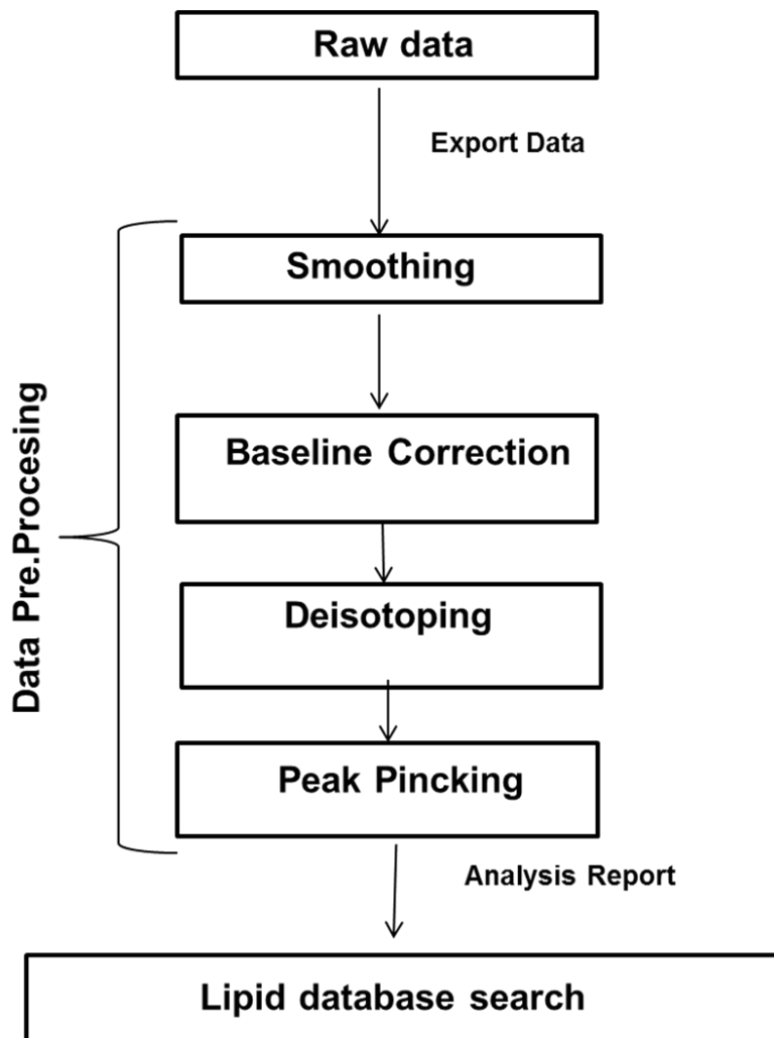 Raw data
Export Data
Smoothing
Baseline Correction
Data Pre.Procesing
Deisotoping
Peak Pincking
Analysis Report
Lipid database search